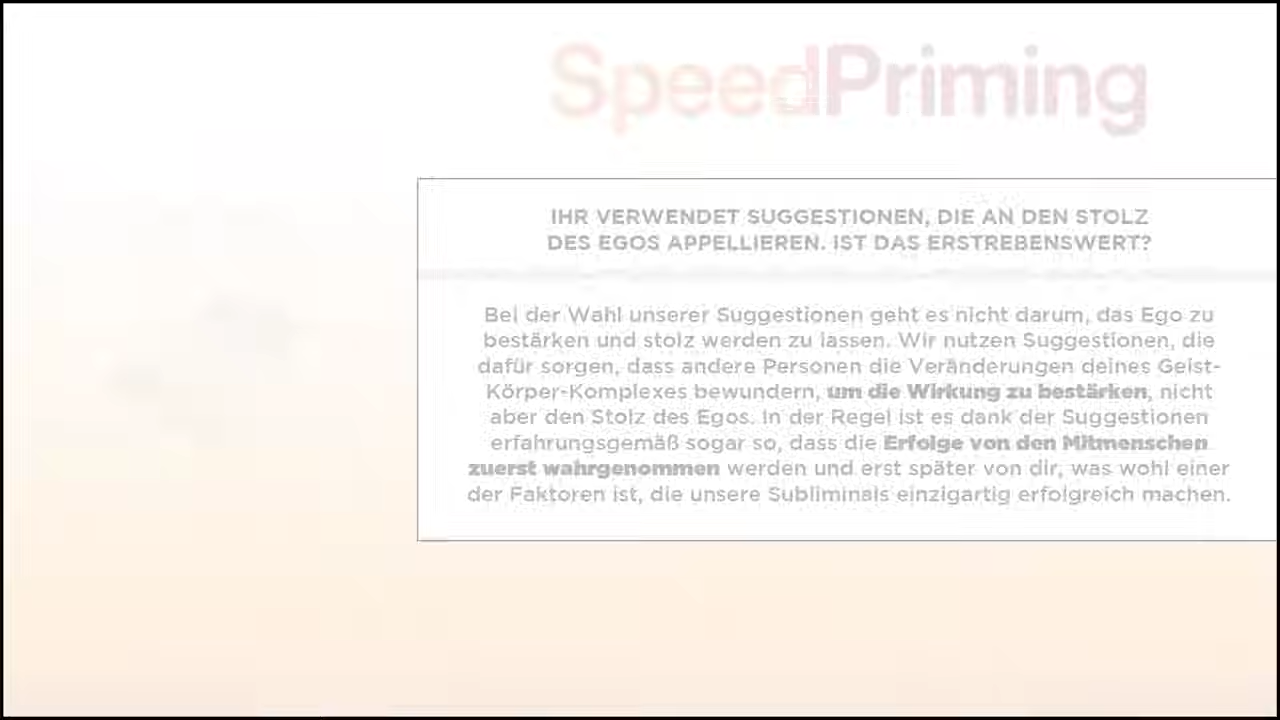 SpeedPriming
IHR VERWENDET SUGGESTIONEN, DIE AN DEN STOLZ
DES EGOS APPELLIEREN. IST DAS ERSTREBENSWERT?
Bei der Wahl unserer Suggestionen geht es nicht darum, das Ego zu
bestärken und stolz werden zu lassen. Wir nutzen Suggestionen, die
dafür sorgen, dass andere Personen die Veränderungen deines Geist-
Körper-Komplexes bewundern, um die Wirkung zu bestärken, nicht
aber den Stolz des Egos. In der Regel ist es dank der Suggestionen
erfahrungsgemäß sogar so, dass die Erfolge von den Mitmenschen
zuerst wahrgenommen werden und erst später von dir, was wohl einer
der Faktoren ist, die unsere Subliminals einzigartig erfolgreich machen.